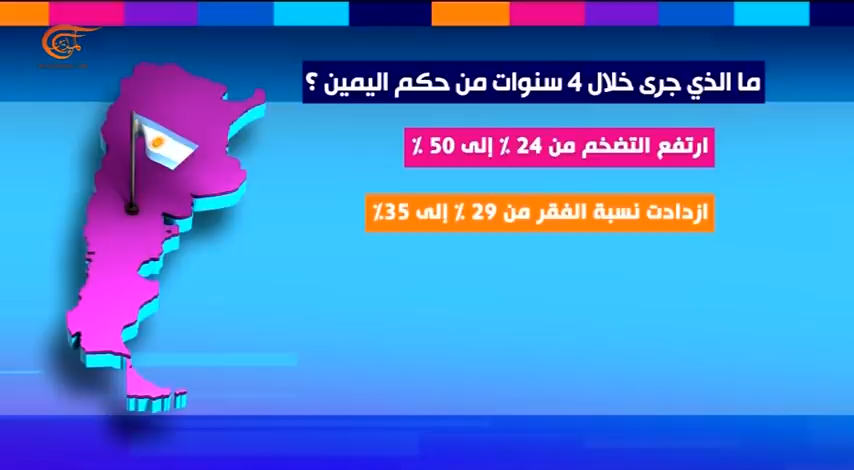 ما الذي جرى خلال 4 سنوات من حكم اليمين ؟
ارتفع التضخم من 24 ٪ إلى 50 ٪
ازدادت نسبة الفقر من 29 ٪ إلى 35٪